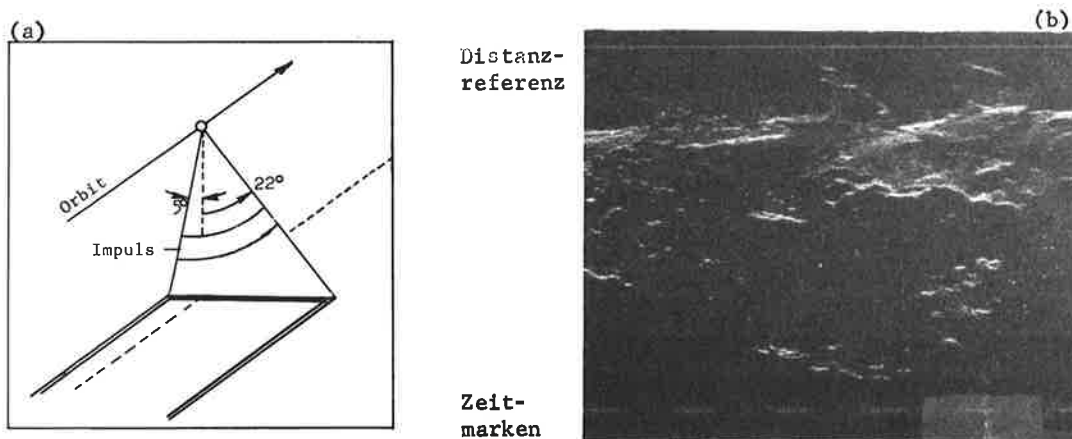 (a)
Orbit
5°
22°
Impuls
Distanz-
referenz
Zeit-
marken
(b)